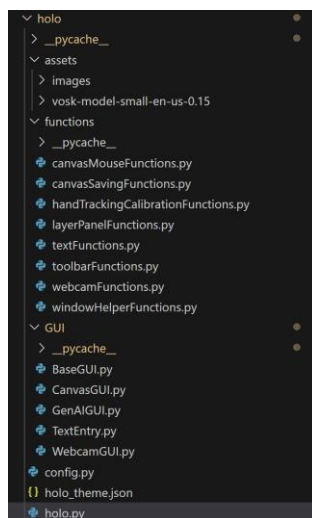 holo
__pycache__
assets
images
vosk-model-small-en-us-0.15
functions
__pycache__
canvasMouseFunctions.py
canvasSavingFunctions.py
handTrackingCalibrationFunctions.py
layerPanelFunctions.py
textFunctions.py
toolbarFunctions.py
webcamFunctions.py
windowHelperFunctions.py
GUI
__pycache__
BaseGUI.py
CanvasGUI.py
GenAIGUI.py
TextEntry.py
WebcamGUI.py
config.py
{} holo_theme.json
holo.py